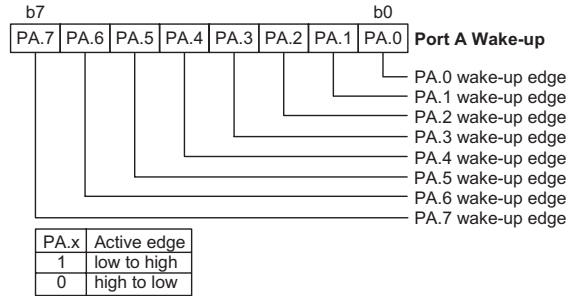 b7 b0
PA.7 PA.6 PA.5 PA.4 PA.3 PA.2 PA.1 PA.0 Port A Wake-up
PA.0 wake-up edge
PA.1 wake-up edge
PA.2 wake-up edge
PA.3 wake-up edge
PA.4 wake-up edge
PA.5 wake-up edge
PA.6 wake-up edge
PA.7 wake-up edge
PA.x Active edge
1 low to high
0 high to low